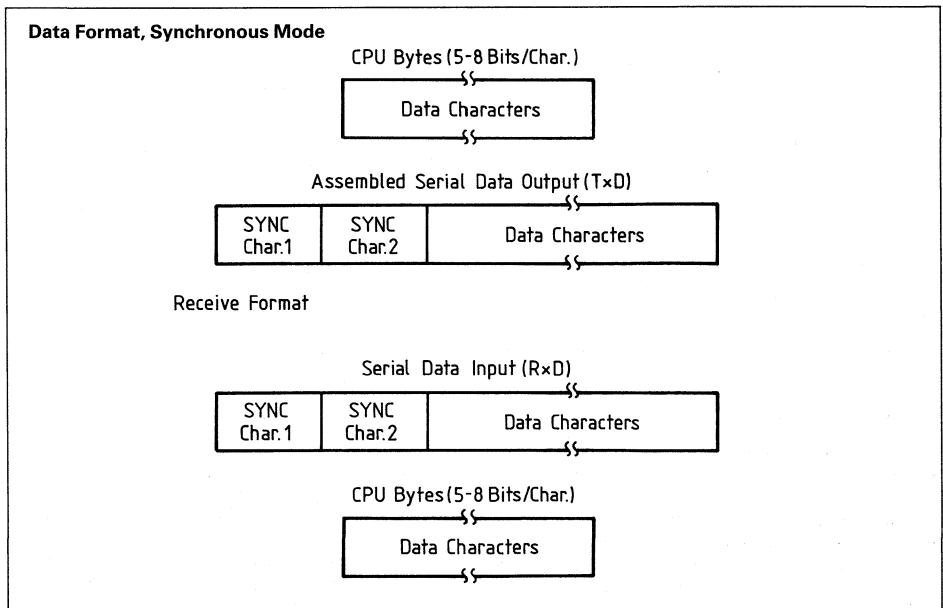 Data Format, Synchronous Mode
CPU Bytes (5-8 Bits/Char.)
Data Characters
Assembled Serial Data Output (TxD)
SYNC Char.1
SYNC Char.2
Data Characters
Receive Format
Serial Data Input (RxD)
SYNC Char.1
SYNC Char.2
Data Characters
CPU Bytes (5-8 Bits/Char.)
Data Characters